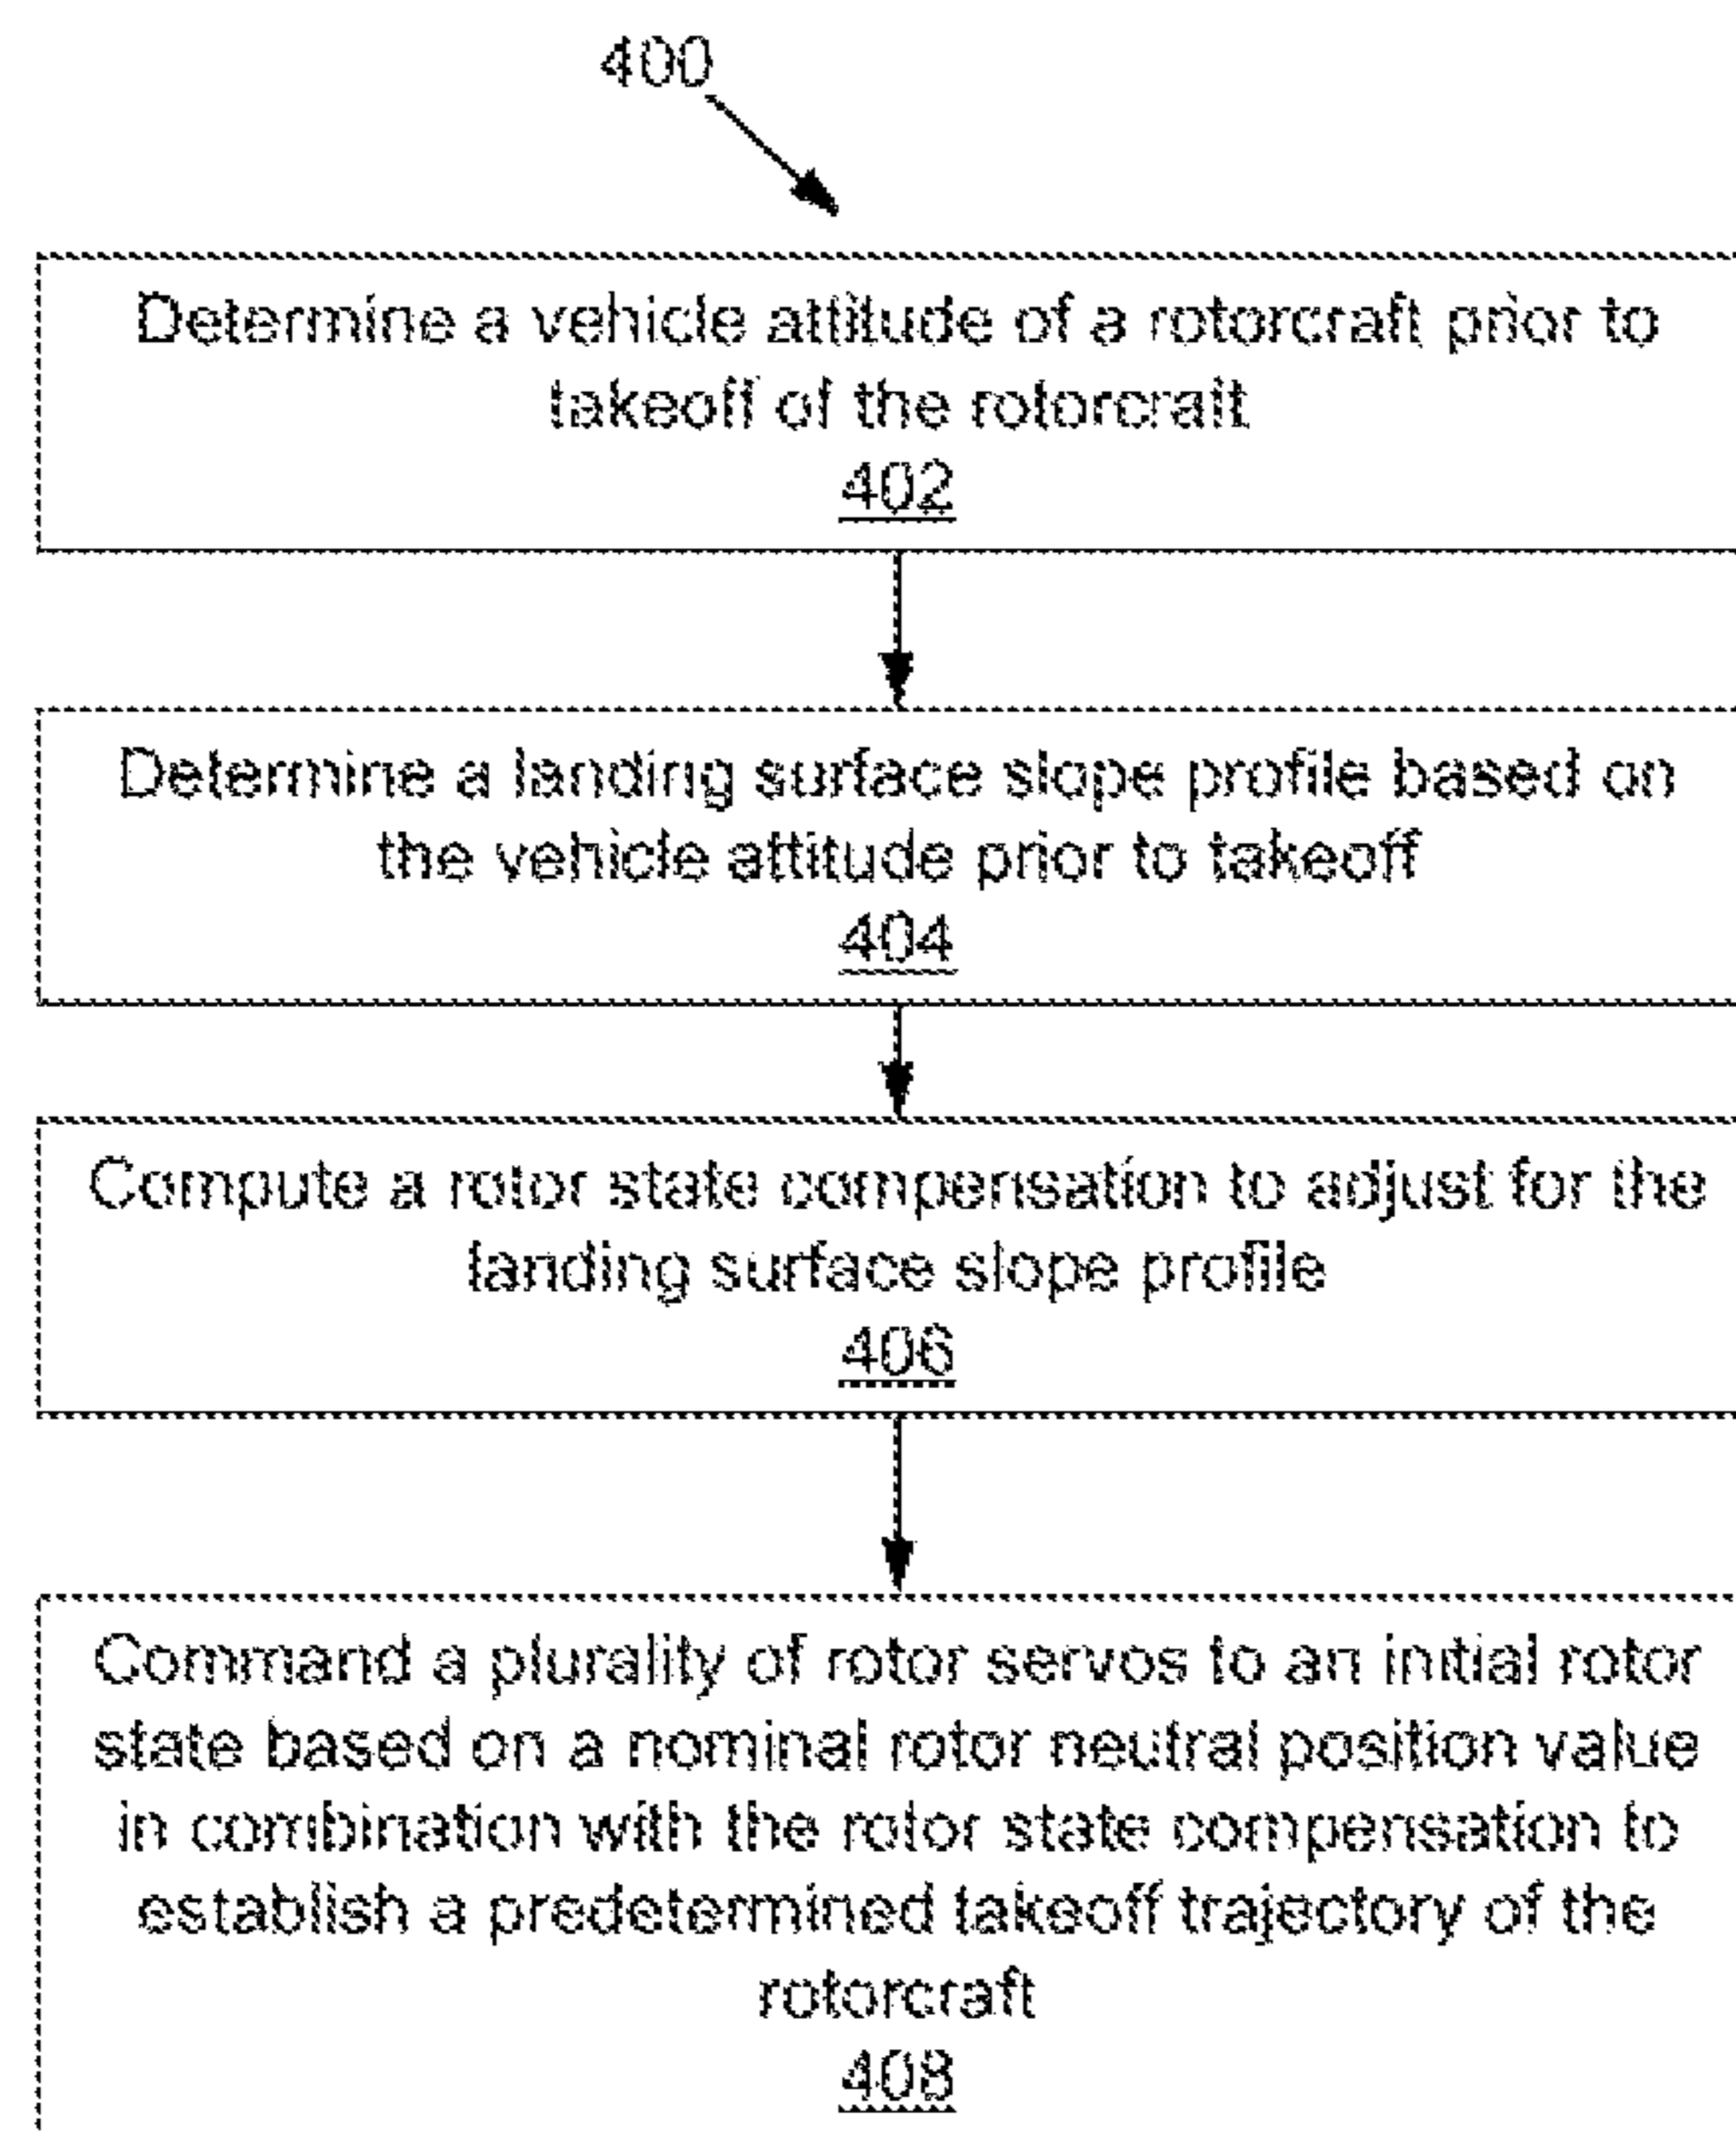 400
Determine a vehicle attitude of a rotorcraft prior to
takeoff of the rotorcraft
402
Determine a landing surface slope profile based on
the vehicle attitude prior to takeoff
404
Compute a rotor state compensation to adjust for the
landing surface slope profile
406
Command a plurality of rotor servos to an initial rotor
state based on a nominal rotor neutral position value
in combination with the rotor state compensation to
establish a predetermined takeoff trajectory of the
rotorcraft
408